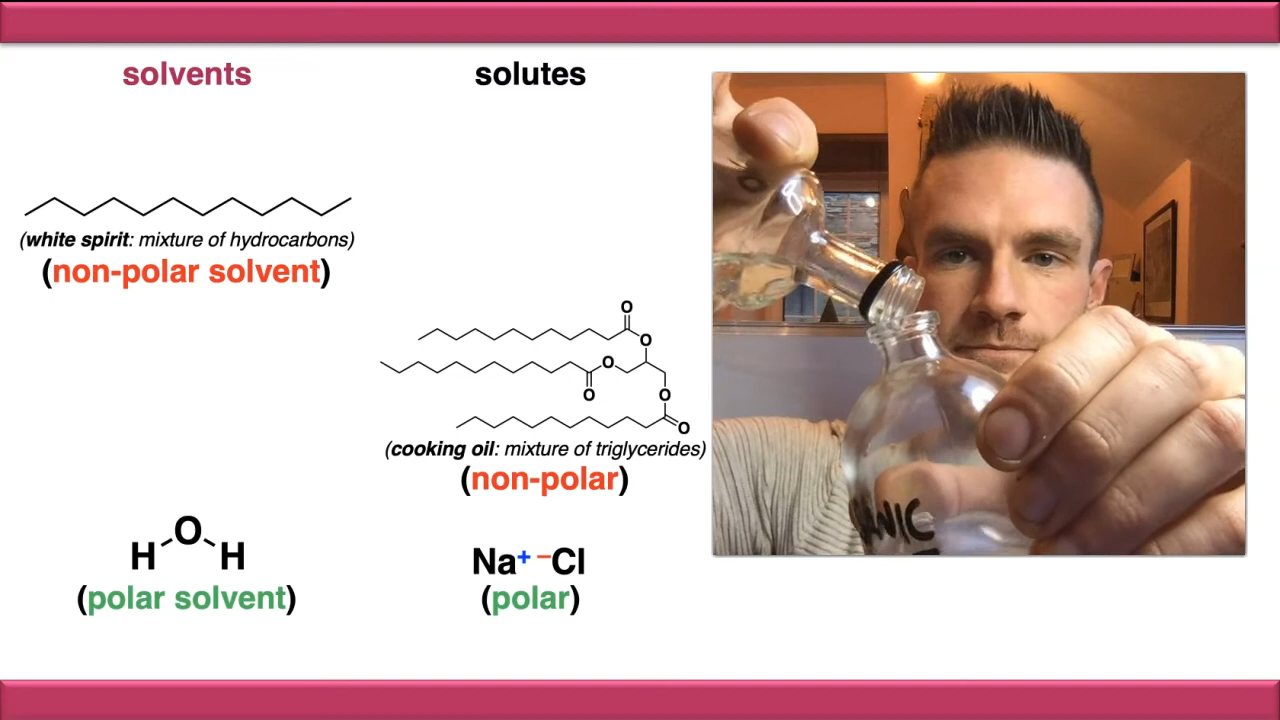 solvents
solutes
(white spirit: mixture of hydrocarbons)
(non-polar solvent)
O
O
O
O
O
O
(cooking oil: mixture of triglycerides)
(non-polar)
O
H H
(polar solvent)
Na+ −Cl
(polar)
ANIC